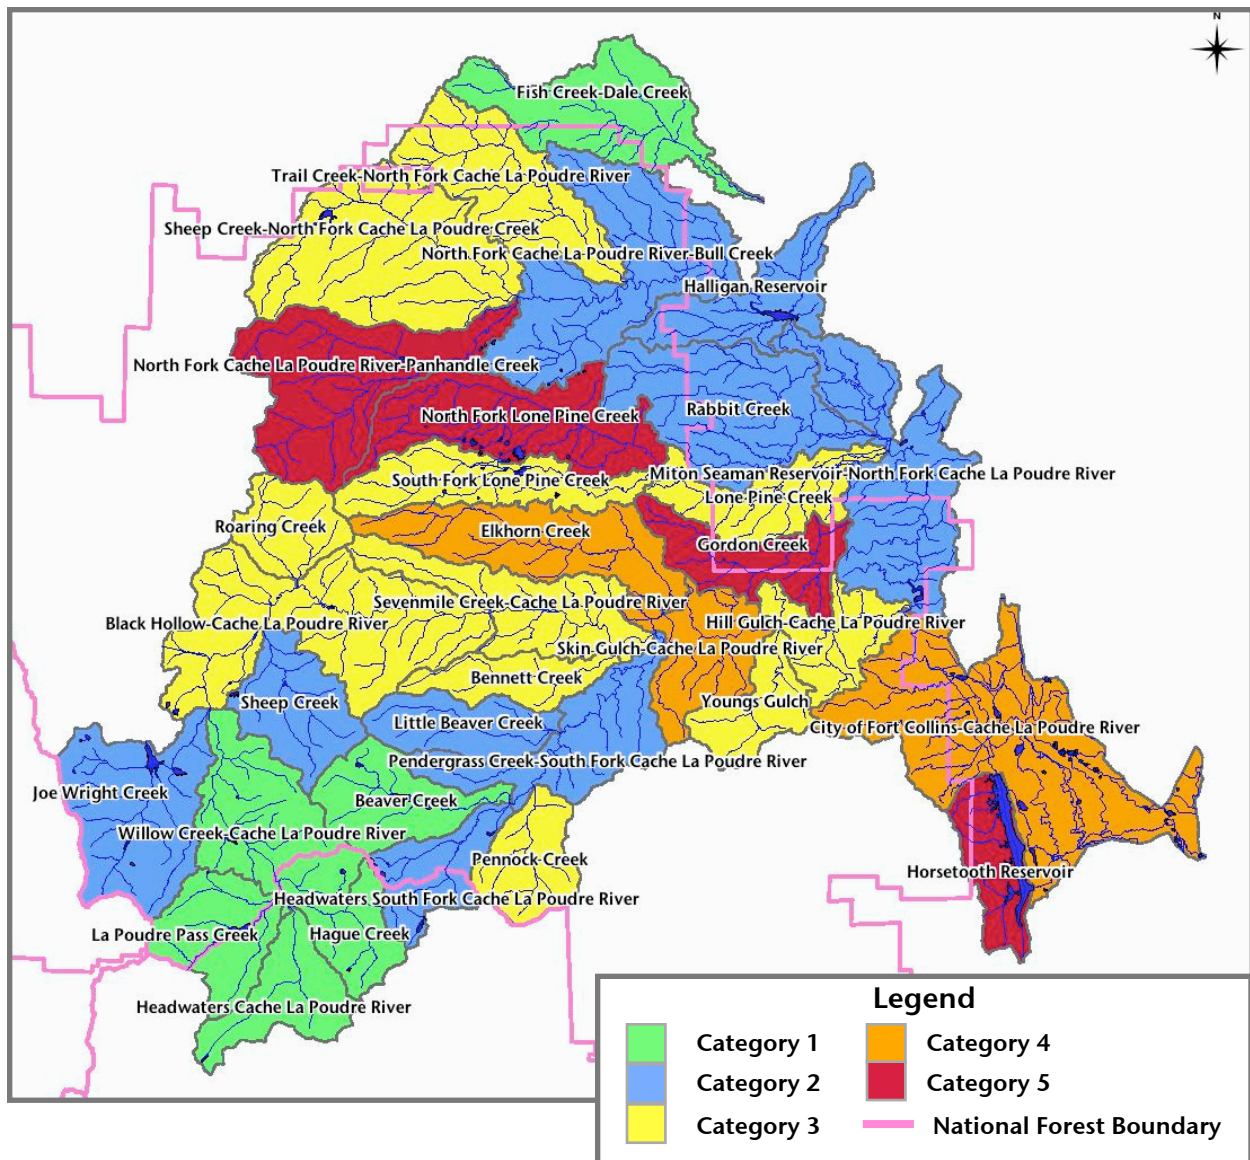 N
Fish Creek-Dale Creek
Trail Creek-North Fork Cache La Poudre River
Sheep Creek-North Fork Cache La Poudre Creek
North Fork Cache La Poudre River-Bull Creek
Halligan Reservoir
North Fork Cache La Poudre River-Panhandle Creek
North Fork Lone Pine Creek
Rabbit Creek
Miton Seaman Reservoir-North Fork Cache La Poudre River
South Fork Lone Pine Creek
Lone Pine Creek
Roaring Creek
Elkhorn Creek
Gordon Creek
Sevenmile Creek-Cache La Poudre River
Black Hollow-Cache La Poudre River
Hill Gulch-Cache La Poudre River
Skin Gulch-Cache La Poudre River
Bennett Creek
Sheep Creek
Youngs Gulch
Little Beaver Creek
City of Fort Collins-Cache La Poudre River
Pendergrass Creek-South Fork Cache La Poudre River
Joe Wright Creek
Beaver Creek
Willow Creek-Cache La Poudre River
Pennock Creek
Horsetooth Reservoir
Headwaters South Fork Cache La Poudre River
La Poudre Pass Creek
Hague Creek
Headwaters Cache La Poudre River
Legend
Category 1
Category 4
Category 2
Category 5
Category 3
National Forest Boundary